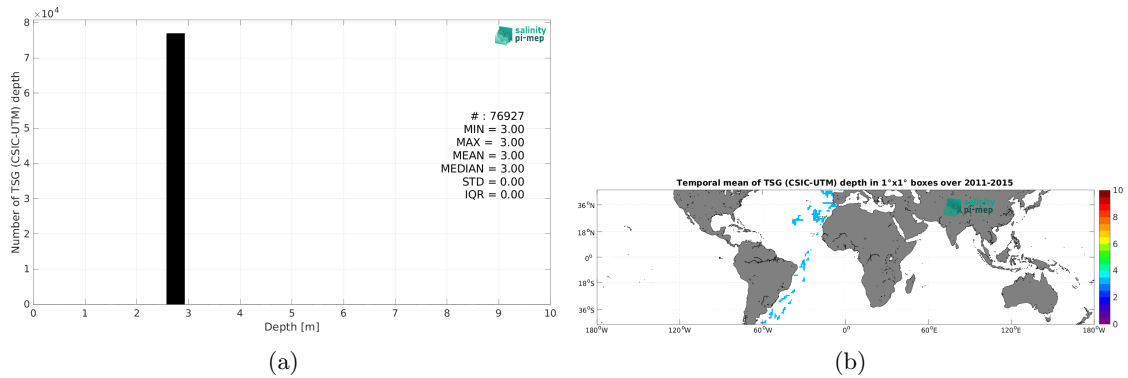 ×10⁴
8
7
6
5
4
3
2
1
0
Number of TSG (CSIC-UTM) depth
salinity
pi-mep
# : 76927
MIN = 3.00
MAX = 3.00
MEAN = 3.00
MEDIAN = 3.00
STD = 0.00
IQR = 0.00
0 1 2 3 4 5 6 7 8 9 10
Depth [m]
(a)
Temporal mean of TSG (CSIC-UTM) depth in 1°x1° boxes over 2011-2015
salinity
pi-mep
36°N
18°N
0°
18°S
36°S
180°W 120°W 60°W 0° 60°E 120°E 180°W
10
8
6
4
2
0
(b)